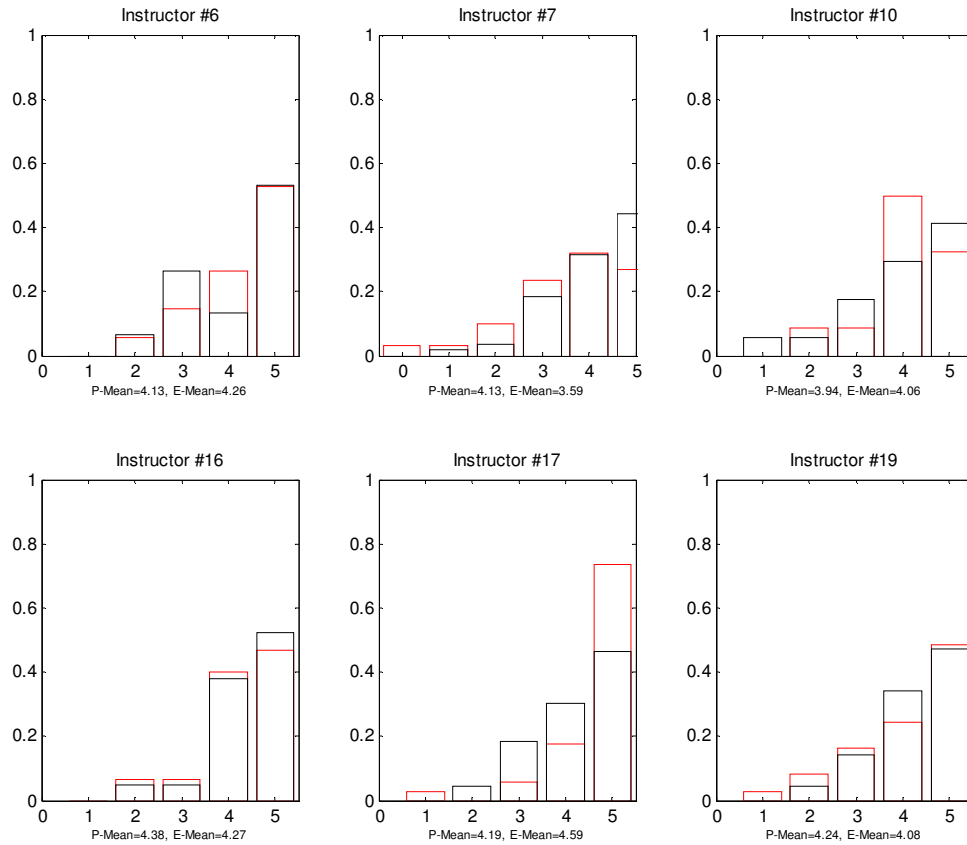 Instructor #6
Instructor #7
Instructor #10
1
0.8
0.6
0.4
0.2
0
0 1 2 3 4 5
P-Mean=4.13, E-Mean=4.26
1
0.8
0.6
0.4
0.2
0
0 1 2 3 4 5
P-Mean=4.13, E-Mean=3.59
1
0.8
0.6
0.4
0.2
0
0 1 2 3 4 5
P-Mean=3.94, E-Mean=4.06
Instructor #16
Instructor #17
Instructor #19
1
0.8
0.6
0.4
0.2
0
0 1 2 3 4 5
P-Mean=4.38, E-Mean=4.27
1
0.8
0.6
0.4
0.2
0
0 1 2 3 4 5
P-Mean=4.19, E-Mean=4.59
1
0.8
0.6
0.4
0.2
0
0 1 2 3 4 5
P-Mean=4.24, E-Mean=4.08